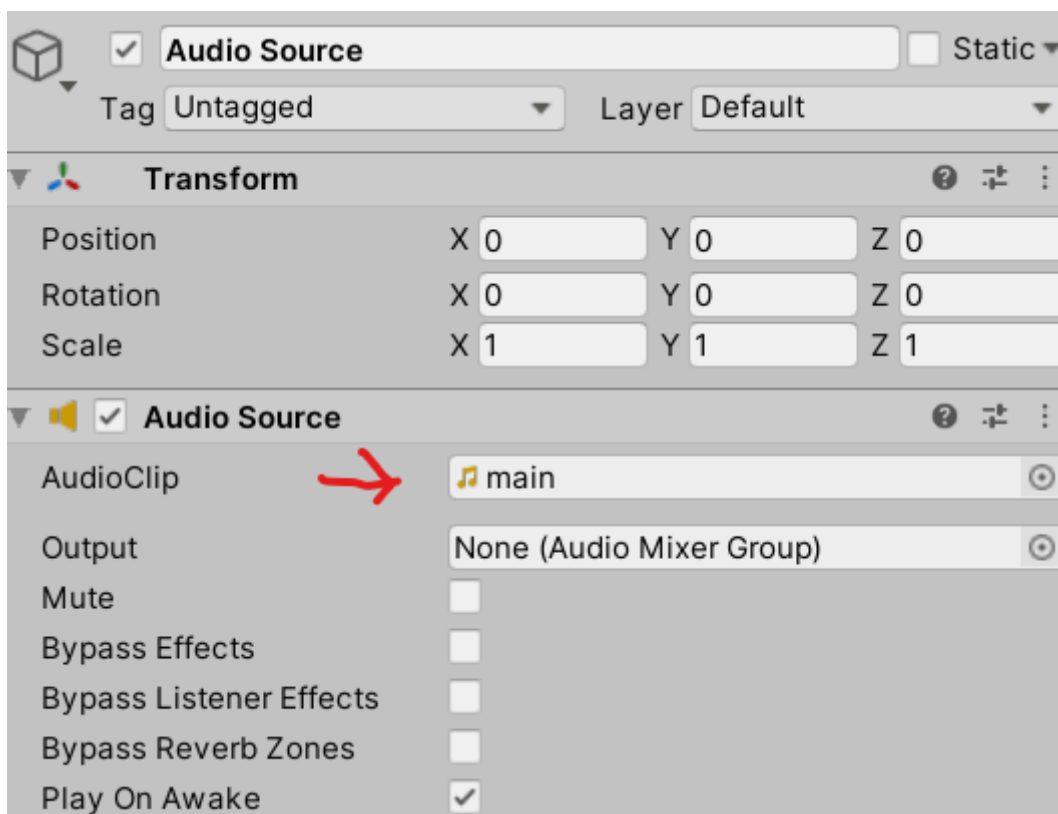 Audio Source Static
Tag Untagged Layer Default
Transform
Position X 0 Y 0 Z 0
Rotation X 0 Y 0 Z 0
Scale X 1 Y 1 Z 1
Audio Source
AudioClip main
Output None (Audio Mixer Group)
Mute
Bypass Effects
Bypass Listener Effects
Bypass Reverb Zones
Play On Awake